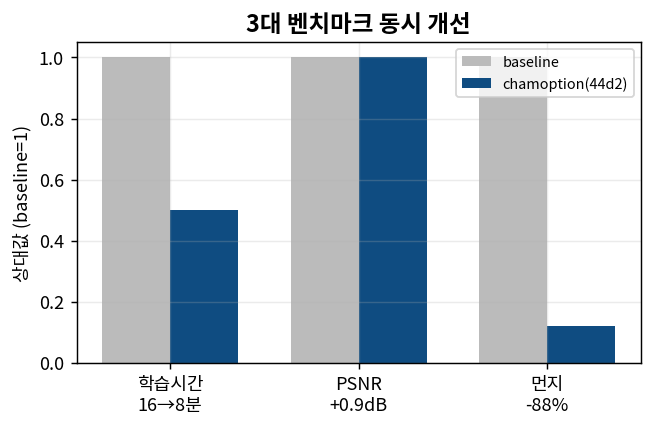 3대 벤치마크 동시 개선
baseline
chamoption(44d2)
상대값 (baseline=1)
1.0
0.8
0.6
0.4
0.2
0.0
학습시간
16→8분
PSNR
+0.9dB
먼지
-88%